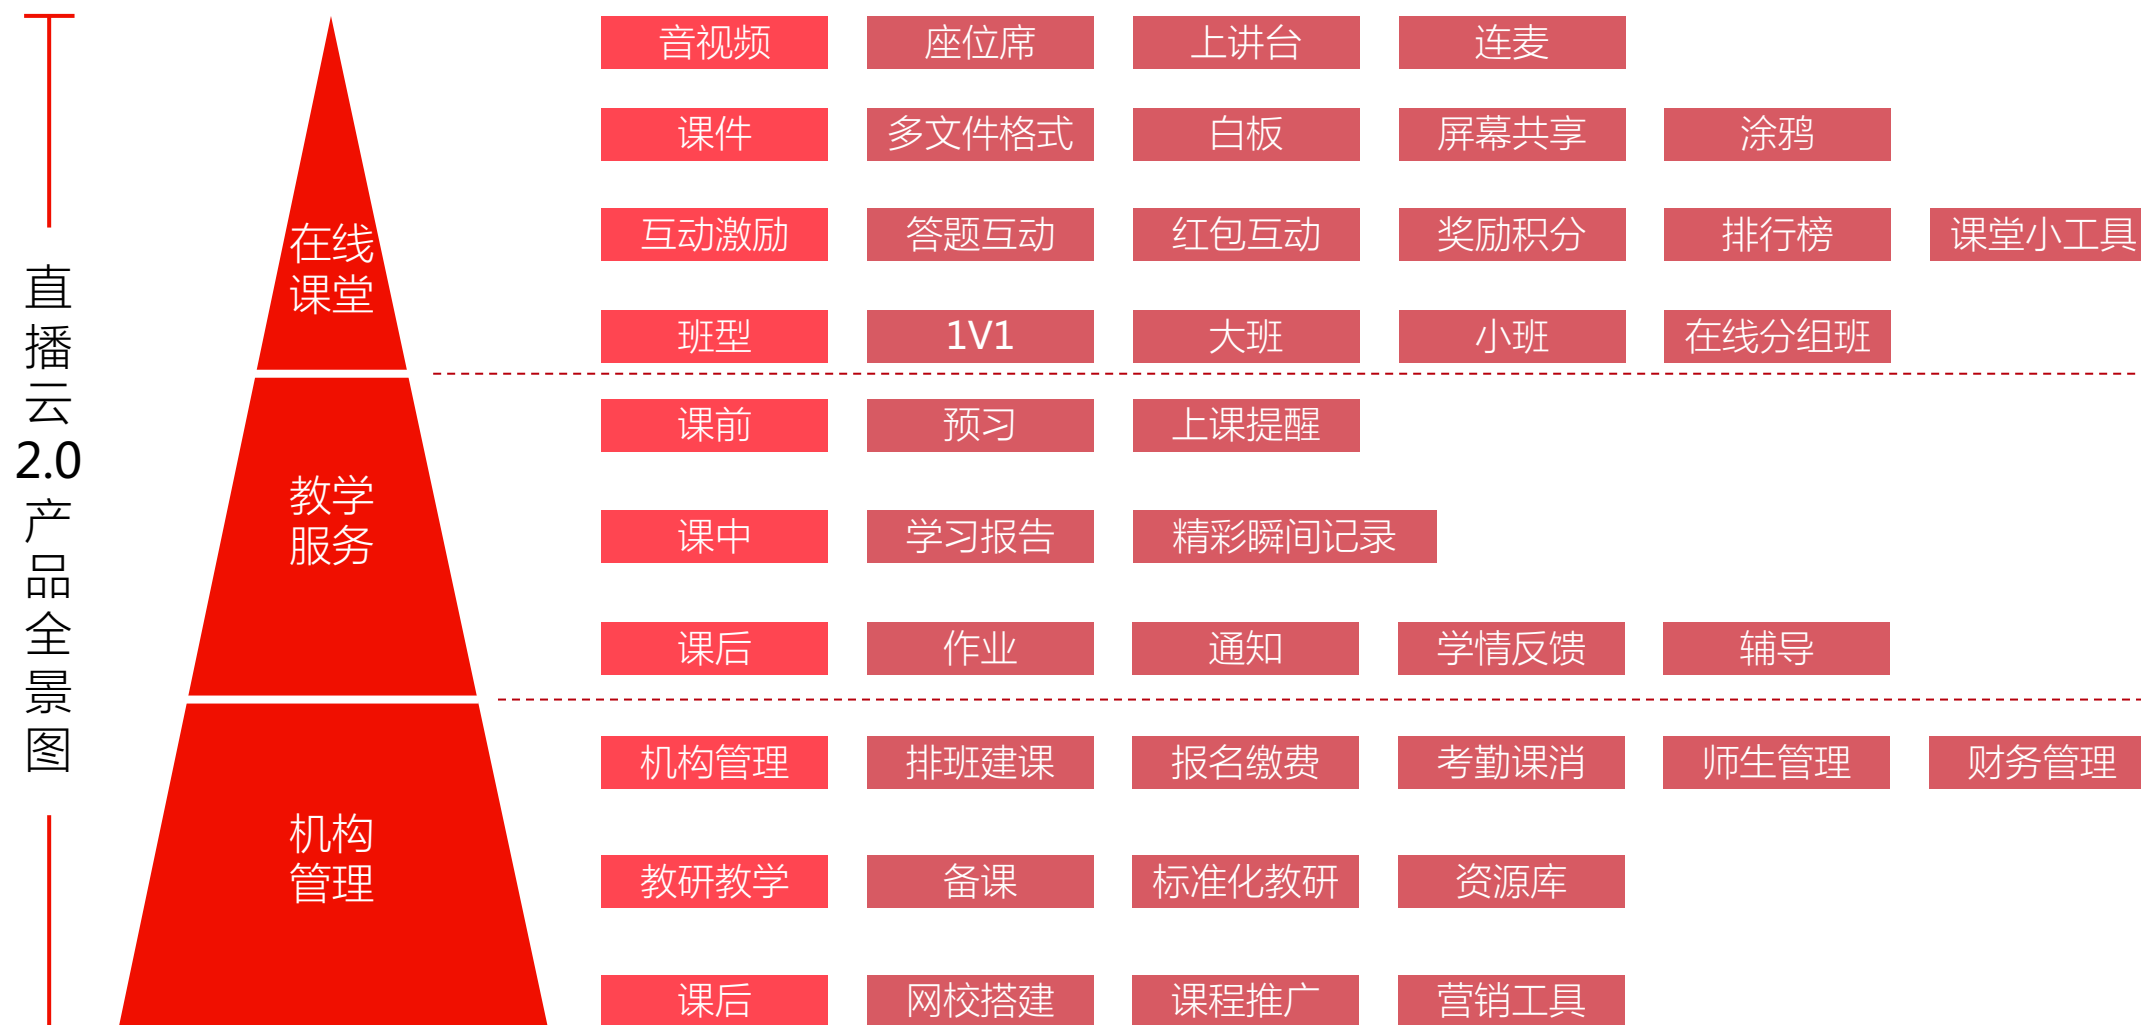 直
播
云
2.0
产
品
全
景
图
在线
课堂
音视频
座位席
上讲台
连麦
课件
多文件格式
白板
屏幕共享
涂鸦
互动激励
答题互动
红包互动
奖励积分
排行榜
课堂小工具
班型
1V1
大班
小班
在线分组班
教学
服务
课前
预习
上课提醒
课中
学习报告
精彩瞬间记录
课后
作业
通知
学情反馈
辅导
机构
管理
机构管理
排班建课
报名缴费
考勤课消
师生管理
财务管理
教研教学
备课
标准化教研
资源库
课后
网校搭建
课程推广
营销工具